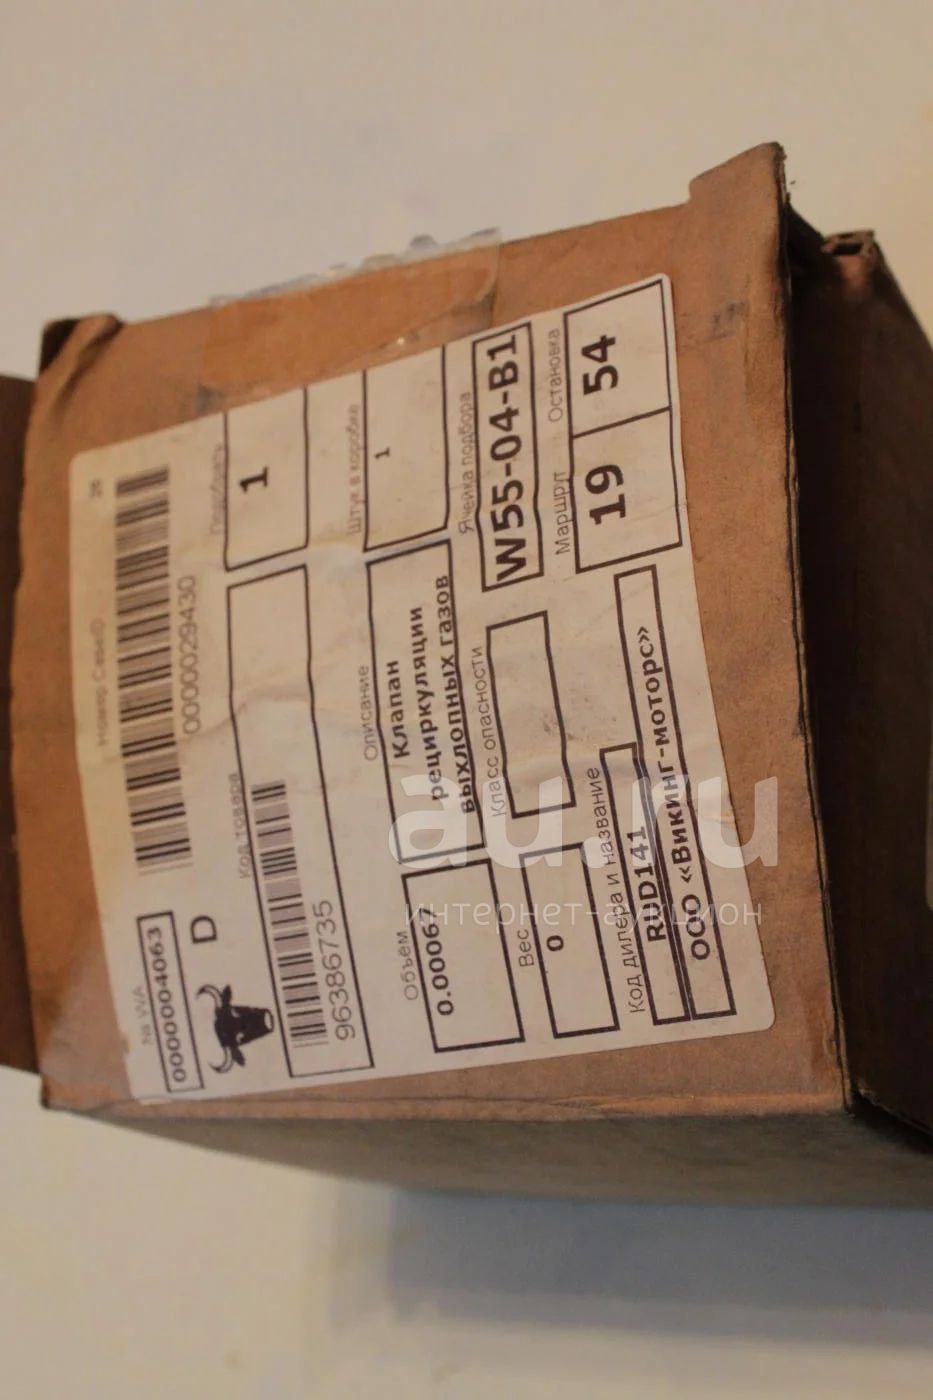 № WA
0000004063
D
Номер CaseID
28
0000029430
Код товара
96386735
Подобрать
1
Объем
0.00067
Описание
Клапан
рециркуляции
выхлопных газов
Штук в коробке
1
Вес
0
Класс опасности
Ячейка подбора
W55-04-B1
Код дилера и название
RUD141
ООО «Викинг-моторс»
Маршрут
19
Остановка
54
au.ru
интернет-аукцион